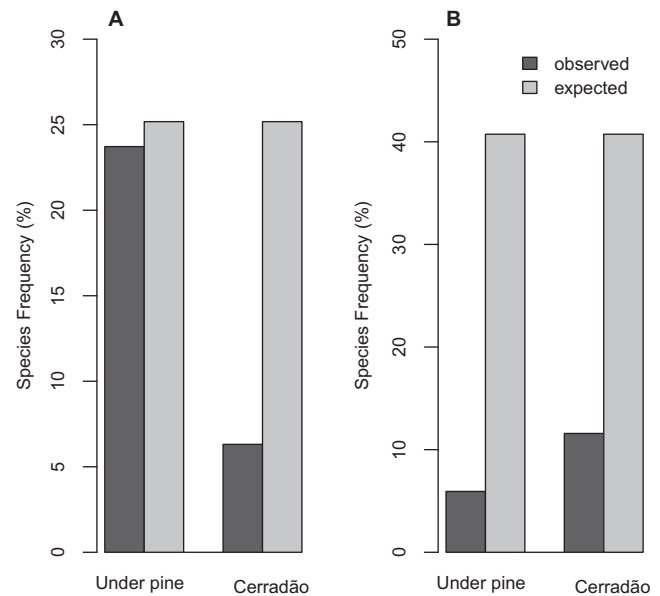 A
B
30
25
20
15
10
5
0
Species Frequency (%)
Under pine
Cerradão
50
40
30
20
10
0
Species Frequency (%)
observed
expected
Under pine
Cerradão